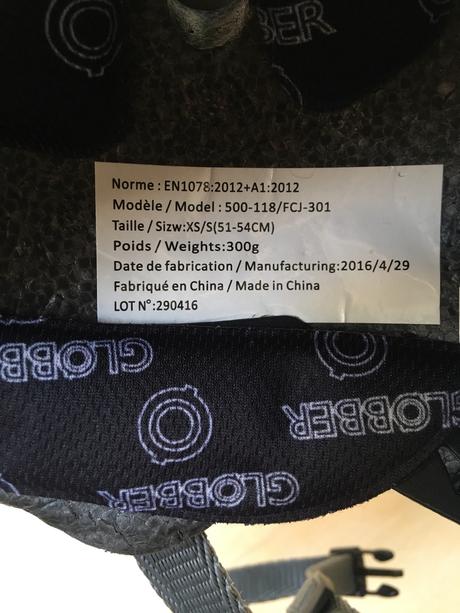 BER
Norme : EN1078:2012+A1:2012
Modèle / Model : 500-118/FCJ-301
Taille / Sizw:XS/S(51-54CM)
Poids / Weights:300g
Date de fabrication / Manufacturing:2016/4/29
Fabriqué en China / Made in China
LOT N°:290416
GLOBBER
GLOBBER
GLOBBER